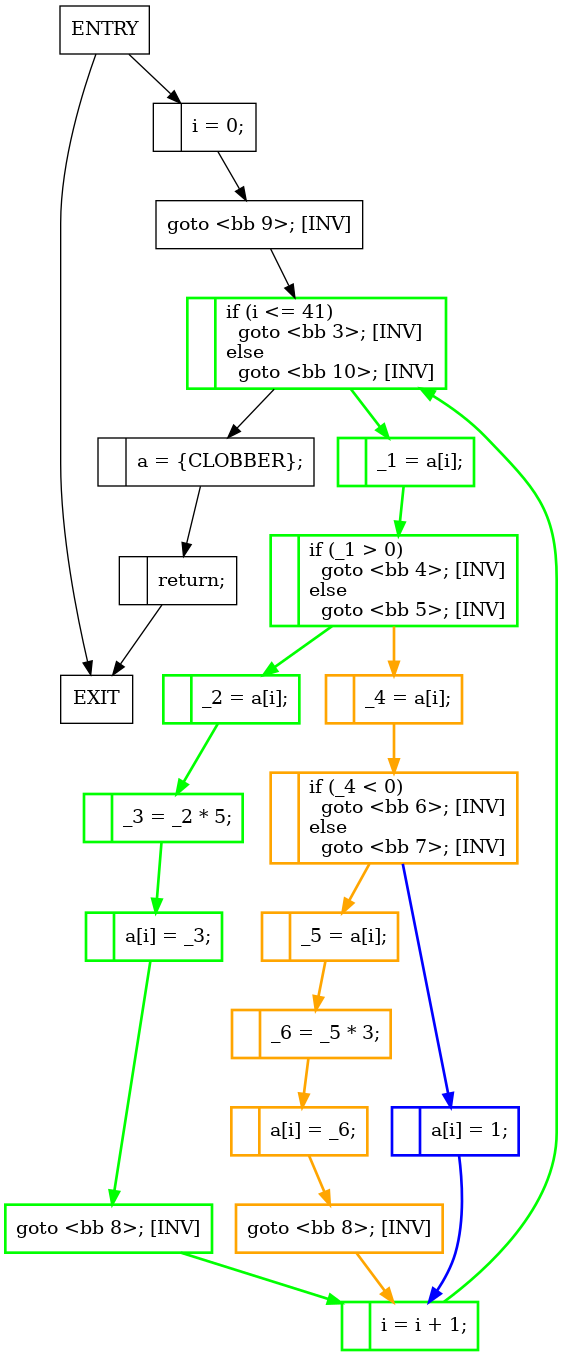 ENTRY
i = 0;
goto <bb 9>; [INV]
if (i <= 41)
goto <bb 3>; [INV]
else
goto <bb 10>; [INV]
a = {CLOBBER};
_1 = a[i];
return;
if (_1 > 0)
goto <bb 4>; [INV]
else
goto <bb 5>; [INV]
EXIT
_2 = a[i];
_4 = a[i];
_3 = _2 * 5;
if (_4 < 0)
goto <bb 6>; [INV]
else
goto <bb 7>; [INV]
a[i] = _3;
_5 = a[i];
_6 = _5 * 3;
a[i] = _6;
a[i] = 1;
goto <bb 8>; [INV]
goto <bb 8>; [INV]
i = i + 1;